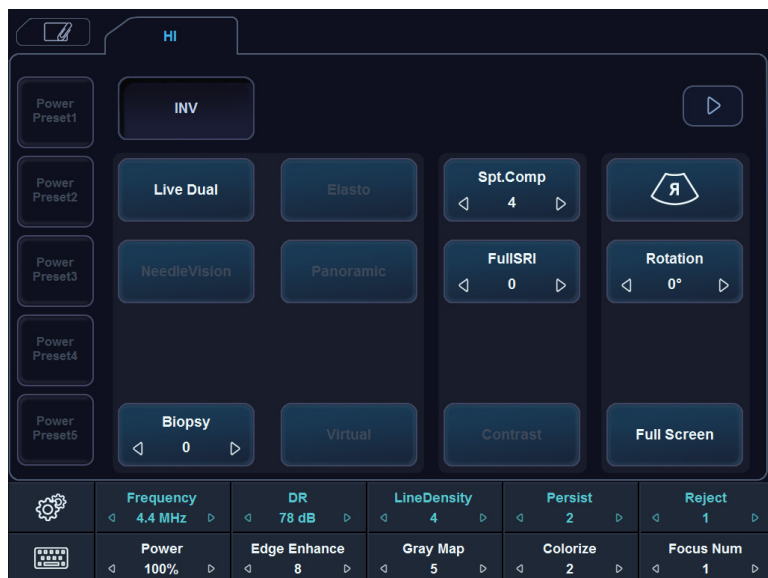 HI
Power
Preset1
INV
Power
Preset2
Live Dual
Elasto
Spt.Comp
4
R
Power
Preset3
NeedleVision
Panoramic
FullSRI
0
Rotation
0°
Power
Preset4
Power
Preset5
Biopsy
0
Virtual
Contrast
Full Screen
Frequency
4.4 MHz
DR
78 dB
LineDensity
4
Persist
2
Reject
1
Power
100%
Edge Enhance
8
Gray Map
5
Colorize
2
Focus Num
1